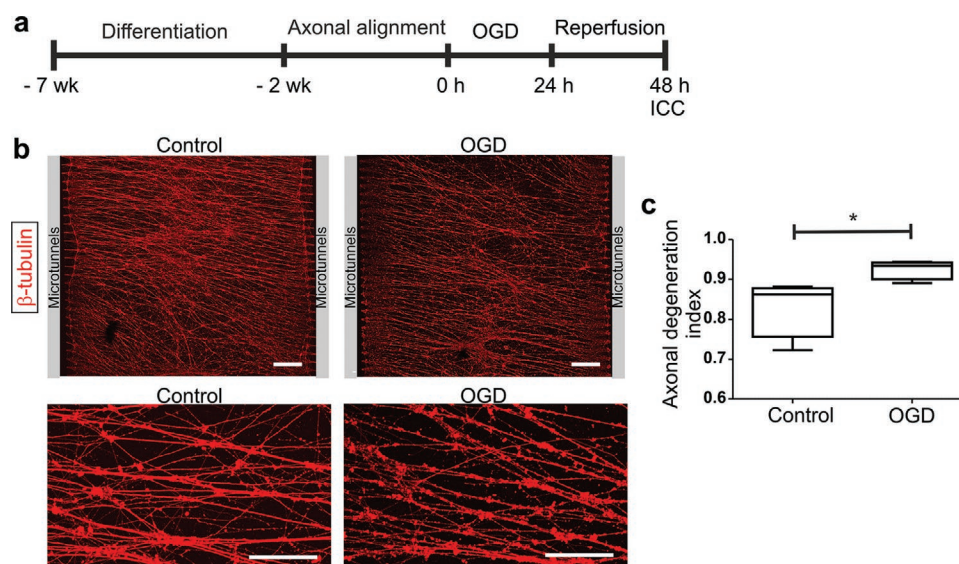 a
Differentiation
Axonal alignment
OGD
Reperfusion
- 7 wk
- 2 wk
0 h
24 h
48 h
ICC
b
Control
OGD
β-tubulin
Microtunnels
Microtunnels
Microtunnels
Microtunnels
Control
OGD
c
*
Axonal degeneration
index
1.0
0.9
0.8
0.7
0.6
Control
OGD